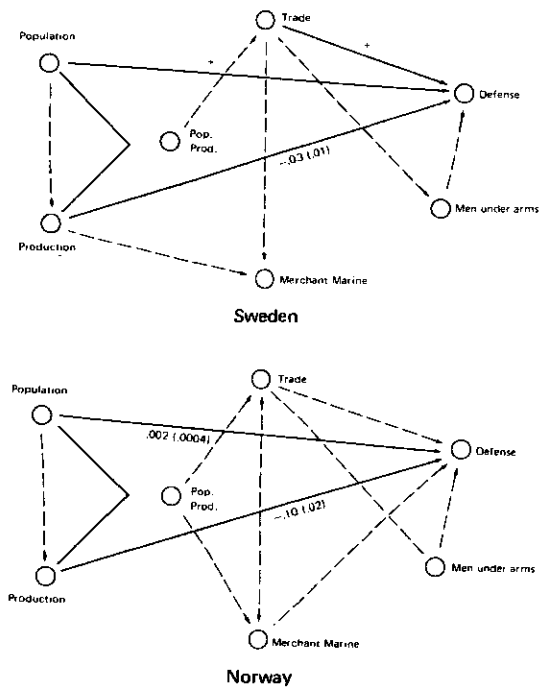 Trade
Population
+
+
Defense
Pop.
Prod.
-.03 (.01)
Men under arms
Production
Merchant Marine
Sweden
Trade
Population
.002 (.0004)
Defense
Pop.
Prod.
-.10 (.02)
Men under arms
Production
Merchant Marine
Norway